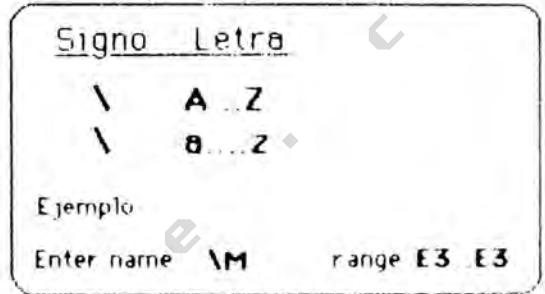 Signo Letra
\ A..Z
\ a....z
Ejemplo
Enter name \M range E3..E3